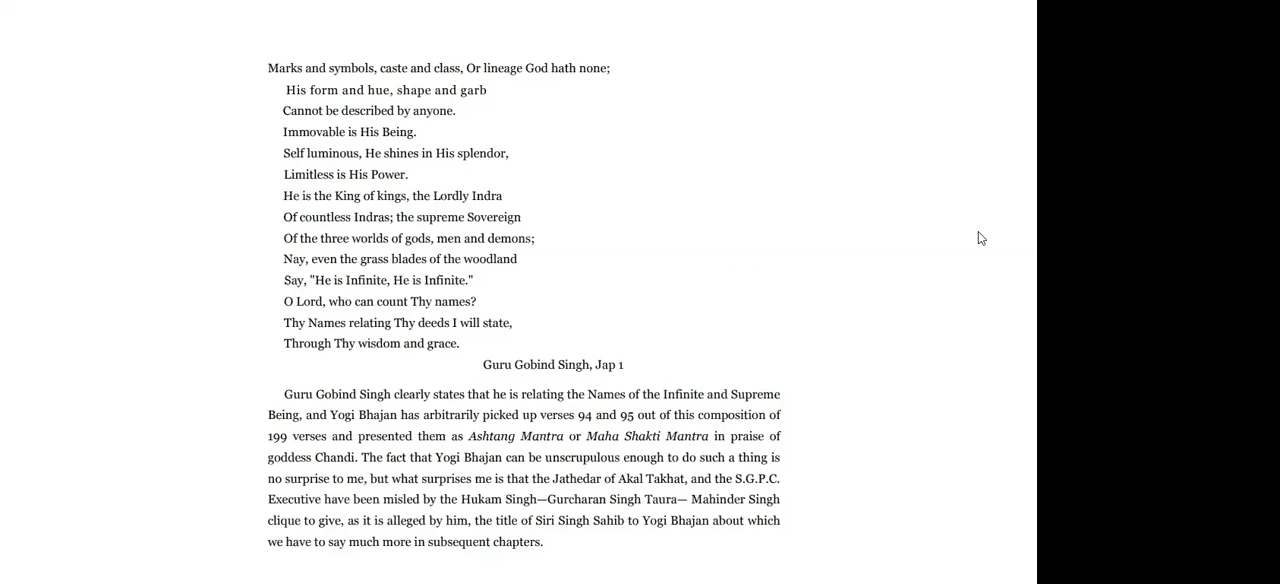 Marks and symbols, caste and class, Or lineage God hath none;
His form and hue, shape and garb
Cannot be described by anyone.
Immovable is His Being.
Self luminous, He shines in His splendor,
Limitless is His Power.
He is the King of kings, the Lordly Indra
Of countless Indras; the supreme Sovereign
Of the three worlds of gods, men and demons;
Nay, even the grass blades of the woodland
Say, "He is Infinite, He is Infinite."
O Lord, who can count Thy names?
Thy Names relating Thy deeds I will state,
Through Thy wisdom and grace.
Guru Gobind Singh, Jap 1
Guru Gobind Singh clearly states that he is relating the Names of the Infinite and Supreme
Being, and Yogi Bhajan has arbitrarily picked up verses 94 and 95 out of this composition of
199 verses and presented them as Ashtang Mantra or Maha Shakti Mantra in praise of
goddess Chandi. The fact that Yogi Bhajan can be unscrupulous enough to do such a thing is
no surprise to me, but what surprises me is that the Jathedar of Akal Takhat, and the S.G.P.C.
Executive have been misled by the Hukam Singh—Gurcharan Singh Taura— Mahinder Singh
clique to give, as it is alleged by him, the title of Siri Singh Sahib to Yogi Bhajan about which
we have to say much more in subsequent chapters.